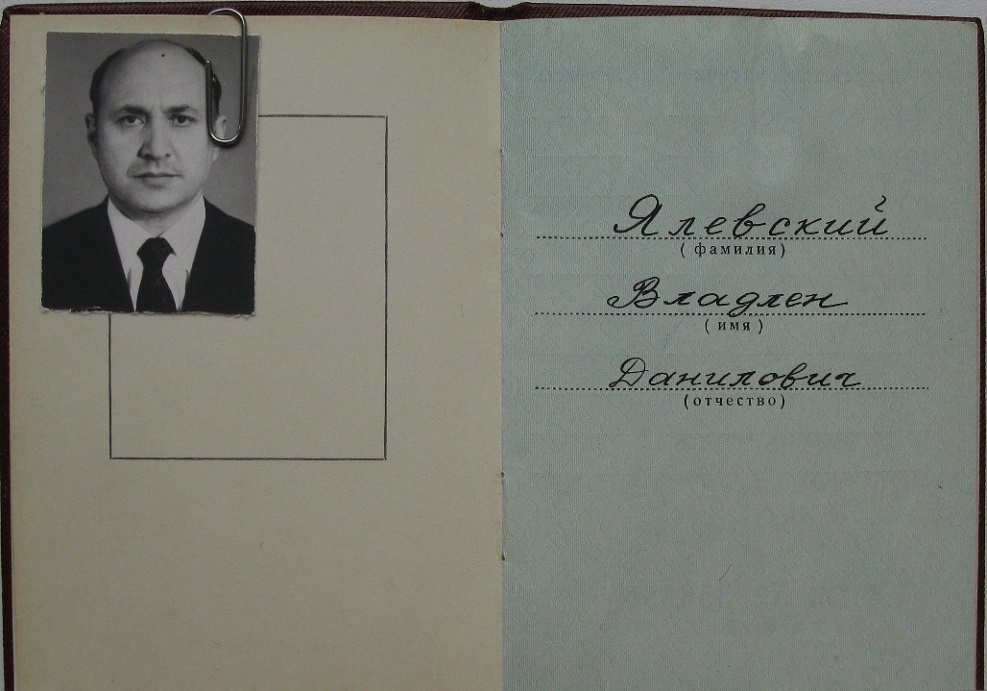 Ялевский
(фамилия)
Владлен
(имя)
Данилович
(отчество)